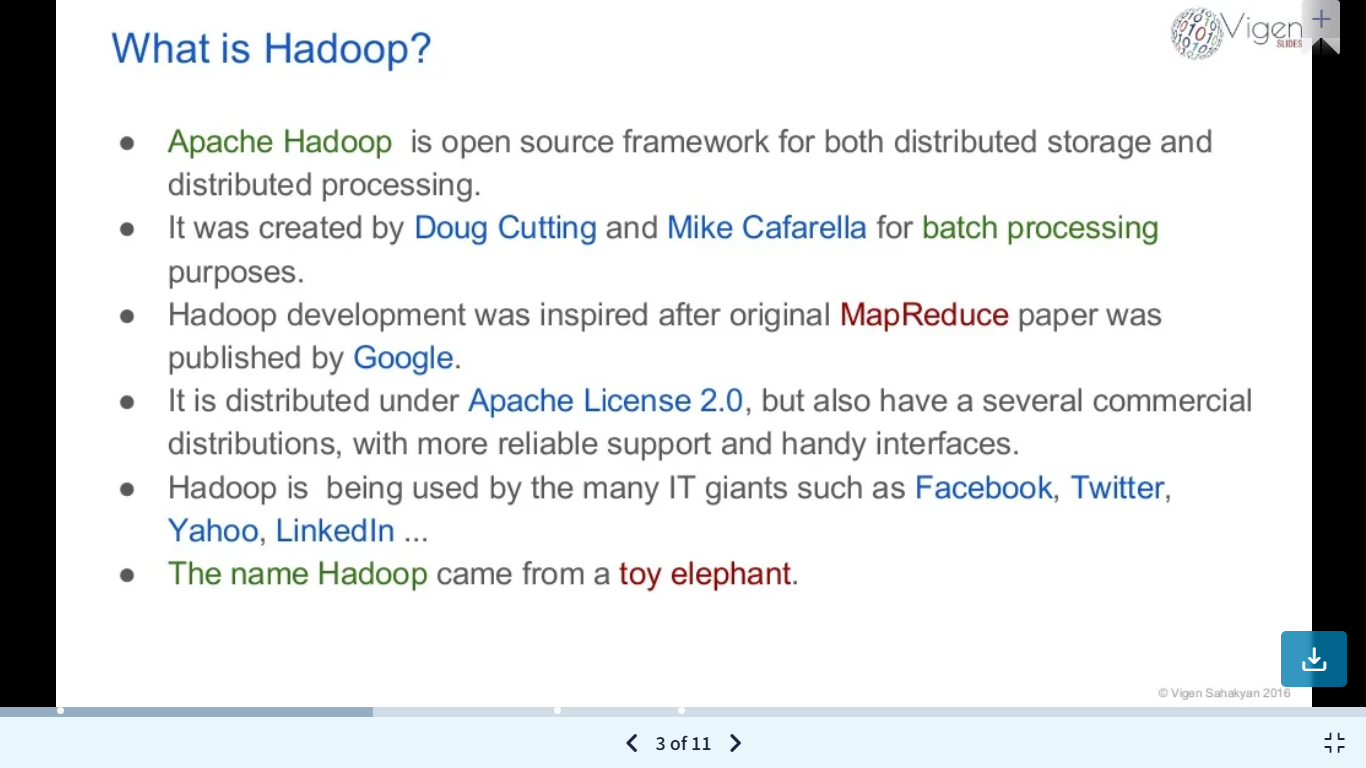 What is Hadoop?
Vigen
SLIDES
● Apache Hadoop is open source framework for both distributed storage and
distributed processing.
● It was created by Doug Cutting and Mike Cafarella for batch processing
purposes.
● Hadoop development was inspired after original MapReduce paper was
published by Google.
● It is distributed under Apache License 2.0, but also have a several commercial
distributions, with more reliable support and handy interfaces.
● Hadoop is being used by the many IT giants such as Facebook, Twitter,
Yahoo, LinkedIn ...
● The name Hadoop came from a toy elephant.
© Vigen Sahakyan 2016
3 of 11